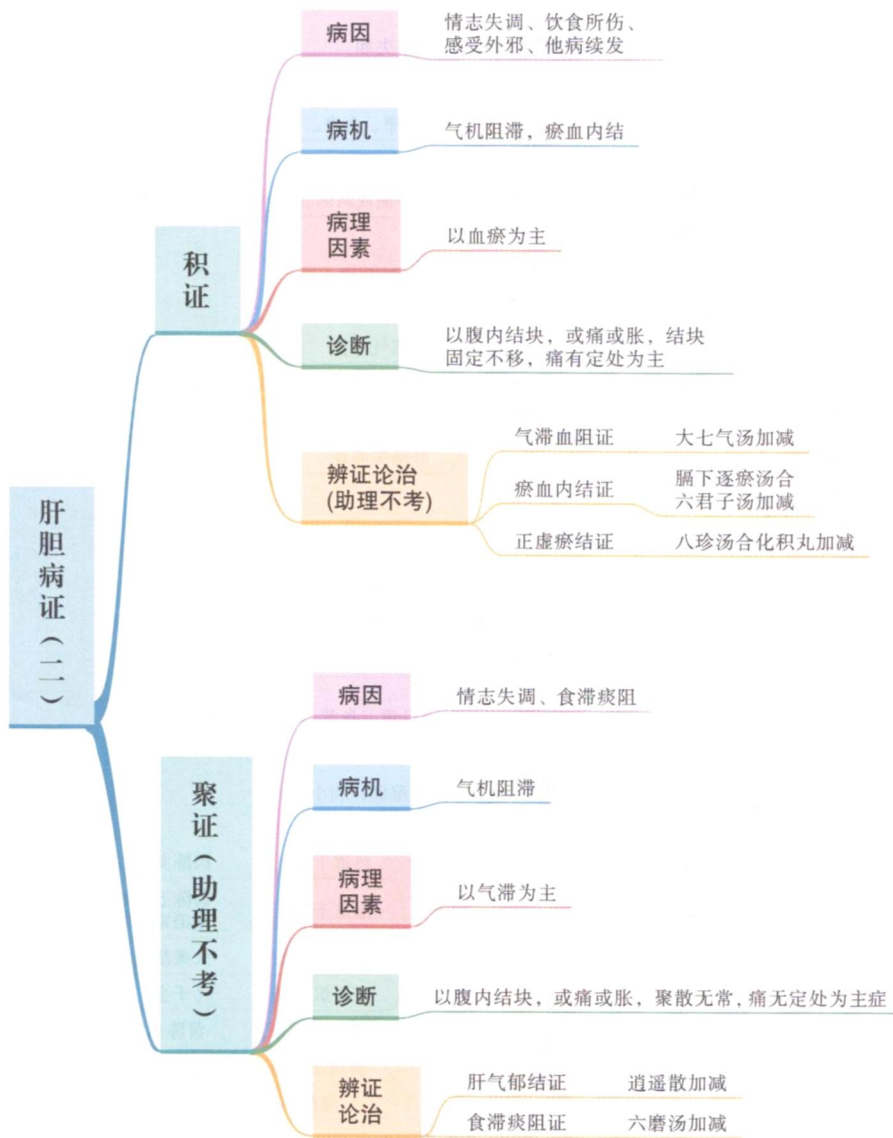 肝胆病证（二）
积证
病因
情志失调、饮食所伤、
感受外邪、他病续发
病机
气机阻滞，瘀血内结
病理
因素
以血瘀为主
诊断
以腹内结块，或痛或胀，结块
固定不移，痛有定处为主
辨证论治
(助理不考)
气滞血阻证
大七气汤加减
瘀血内结证
膈下逐瘀汤合
六君子汤加减
正虚瘀结证
八珍汤合化积丸加减
聚证（助理不考）
病因
情志失调、食滞痰阻
病机
气机阻滞
病理
因素
以气滞为主
诊断
以腹内结块，或痛或胀，聚散无常，痛无定处为主症
辨证
论治
肝气郁结证
逍遥散加减
食滞痰阻证
六磨汤加减